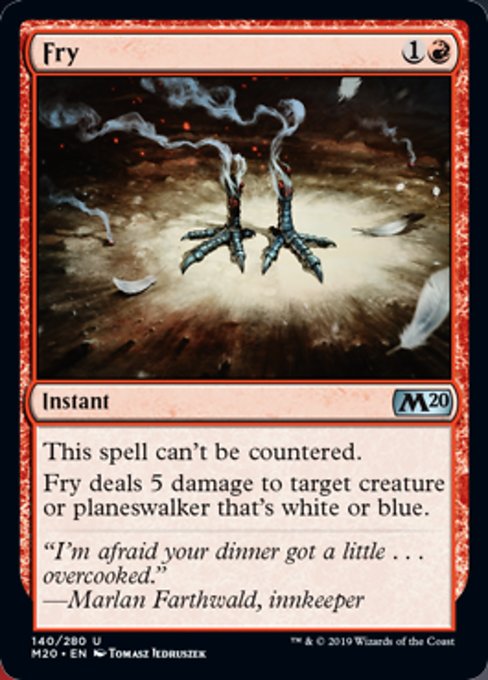 Fry 1
Instant M20
This spell can't be countered.
Fry deals 5 damage to target creature
or planeswalker that's white or blue.
“I'm afraid your dinner got a little . . .
overcooked.”
—Marlan Farthwald, innkeeper
140/280 U ™ & © 2019 Wizards of the Coast
M20 • EN Tomasz Jedruszek